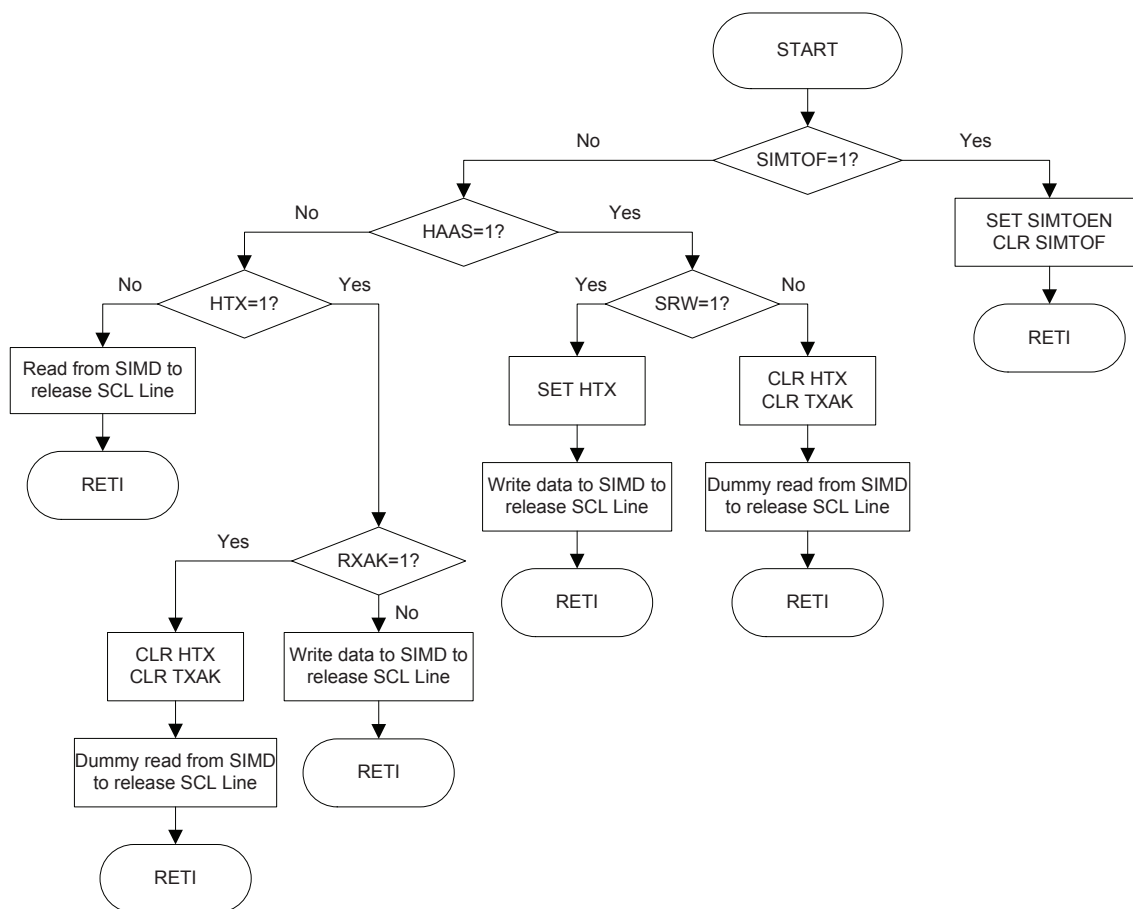 START
No
Yes
SIMTOF=1?
No
Yes
HAAS=1?
SET SIMTOEN
CLR SIMTOF
No
Yes
HTX=1?
Yes
No
SRW=1?
RETI
Read from SIMD to
release SCL Line
SET HTX
CLR HTX
CLR TXAK
RETI
Write data to SIMD to
release SCL Line
Dummy read from SIMD
to release SCL Line
Yes
RXAK=1?
No
RETI
RETI
CLR HTX
CLR TXAK
Write data to SIMD to
release SCL Line
Dummy read from SIMD
to release SCL Line
RETI
RETI